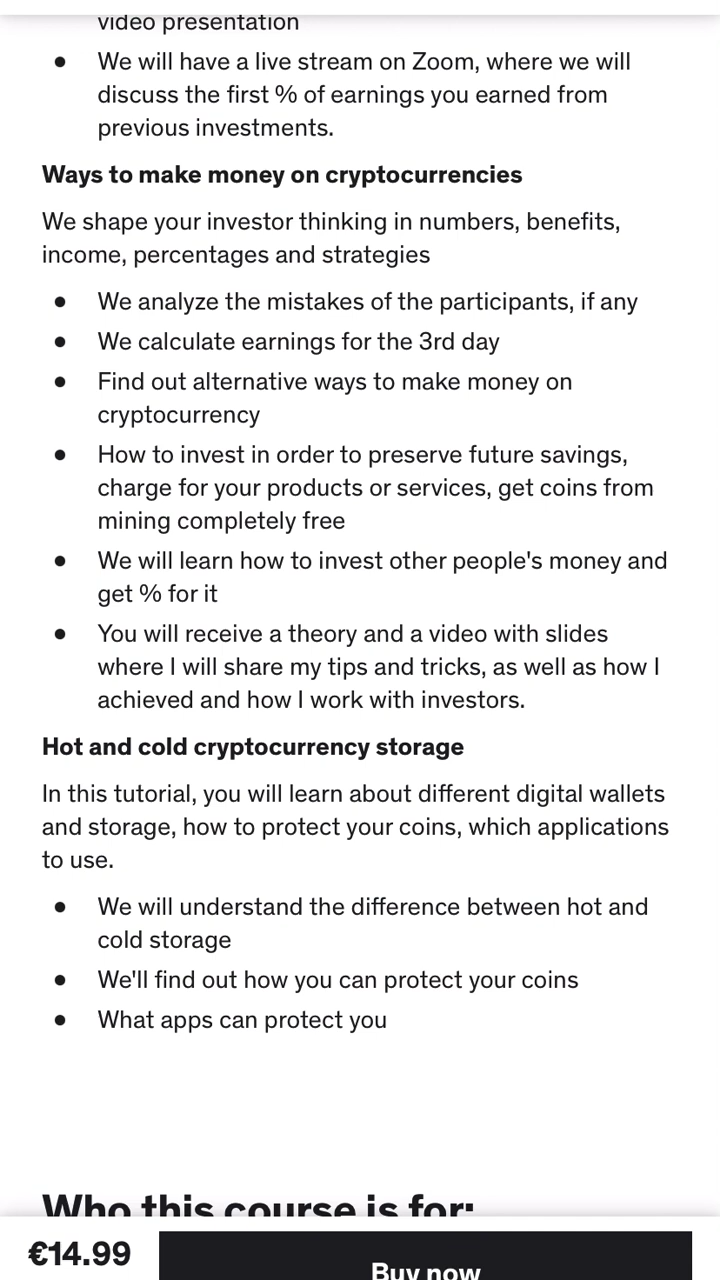 video presentation
● We will have a live stream on Zoom, where we will
discuss the first % of earnings you earned from
previous investments.
Ways to make money on cryptocurrencies
We shape your investor thinking in numbers, benefits,
income, percentages and strategies
● We analyze the mistakes of the participants, if any
● We calculate earnings for the 3rd day
● Find out alternative ways to make money on
cryptocurrency
● How to invest in order to preserve future savings,
charge for your products or services, get coins from
mining completely free
● We will learn how to invest other people's money and
get % for it
● You will receive a theory and a video with slides
where I will share my tips and tricks, as well as how I
achieved and how I work with investors.
Hot and cold cryptocurrency storage
In this tutorial, you will learn about different digital wallets
and storage, how to protect your coins, which applications
to use.
● We will understand the difference between hot and
cold storage
● We'll find out how you can protect your coins
● What apps can protect you
Who this course is for:
€14.99
Buy now